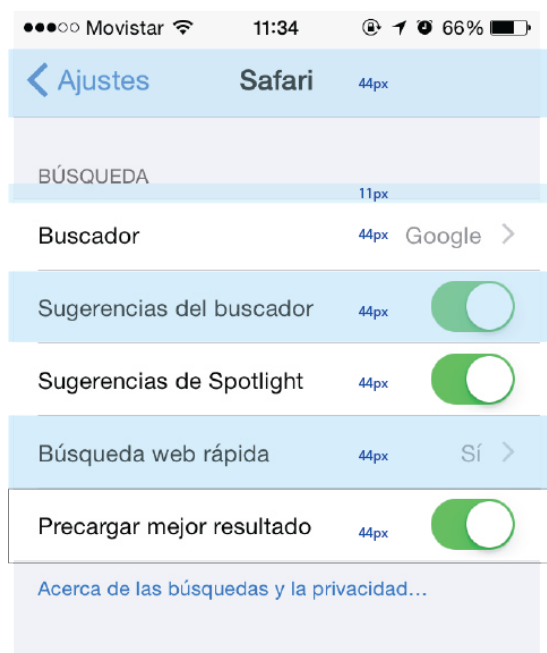 Movistar 11:34 66%
Ajustes Safari 44px
BÚSQUEDA
11px
Buscador 44px Google
Sugerencias del buscador 44px
Sugerencias de Spotlight 44px
Búsqueda web rápida 44px Sí
Precargar mejor resultado 44px
Acerca de las búsquedas y la privacidad...